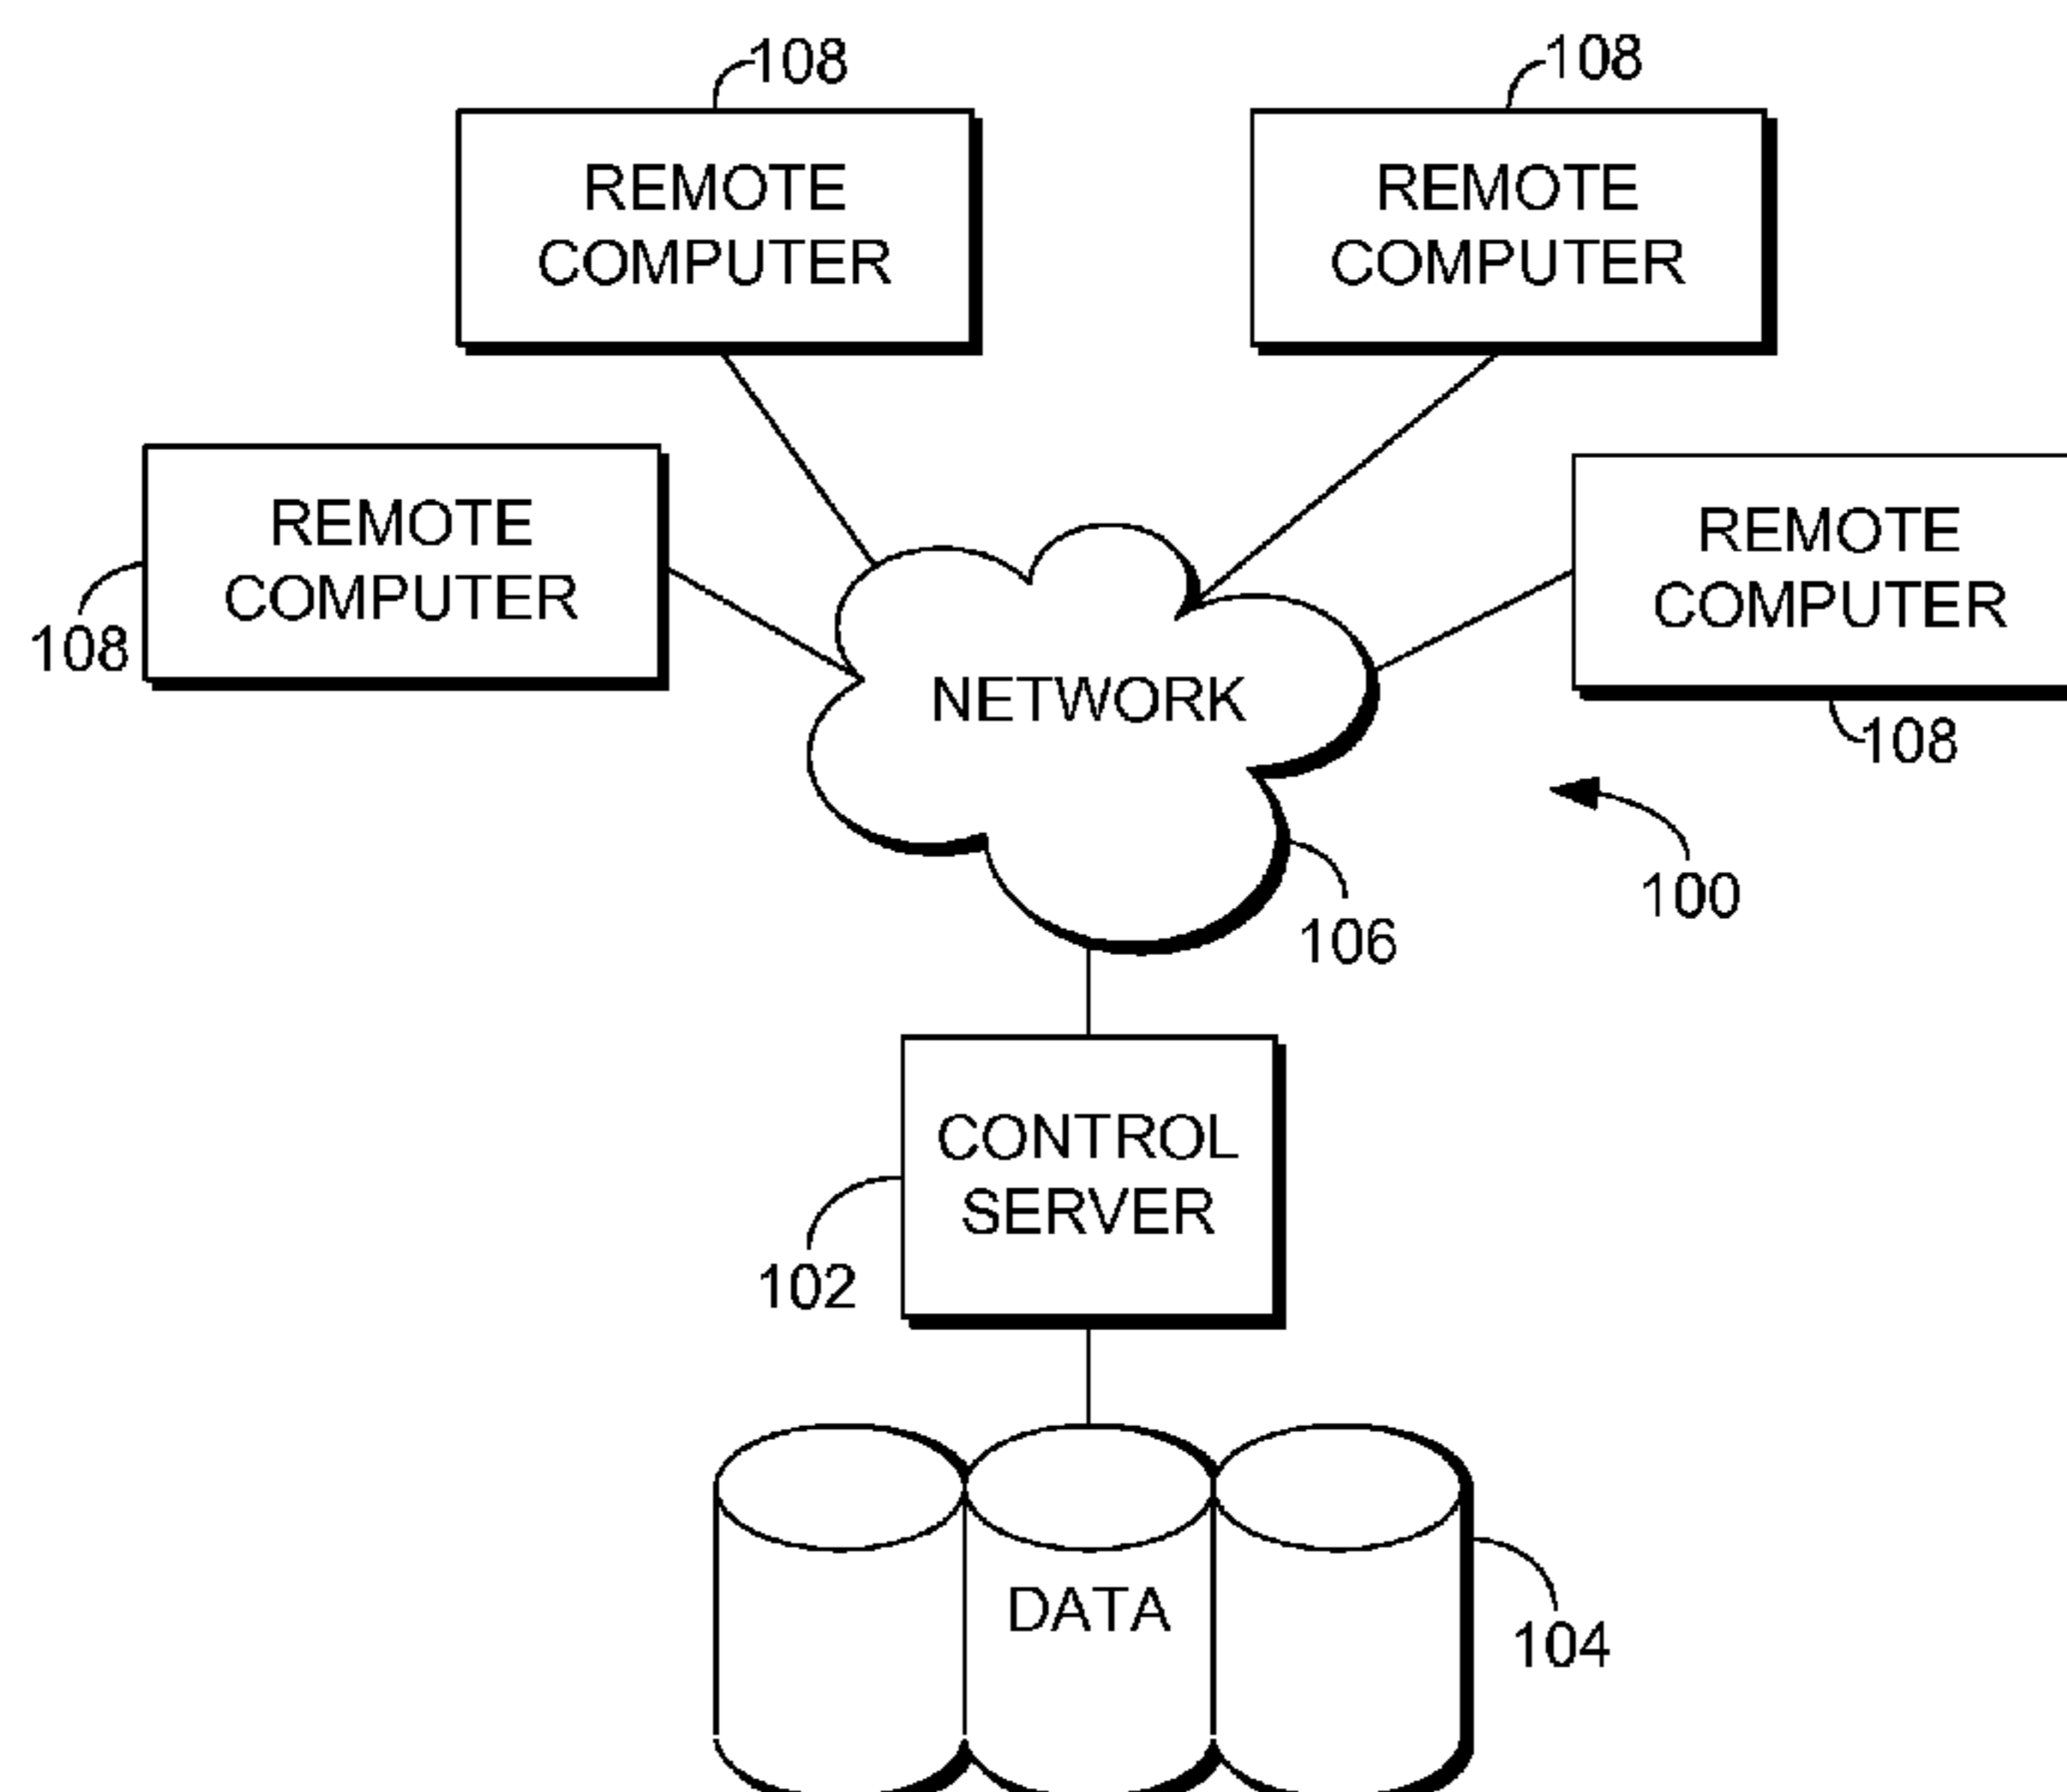 108
108
REMOTE
COMPUTER
REMOTE
COMPUTER
REMOTE
COMPUTER
REMOTE
COMPUTER
108
108
NETWORK
100
106
CONTROL
SERVER
102
DATA
104